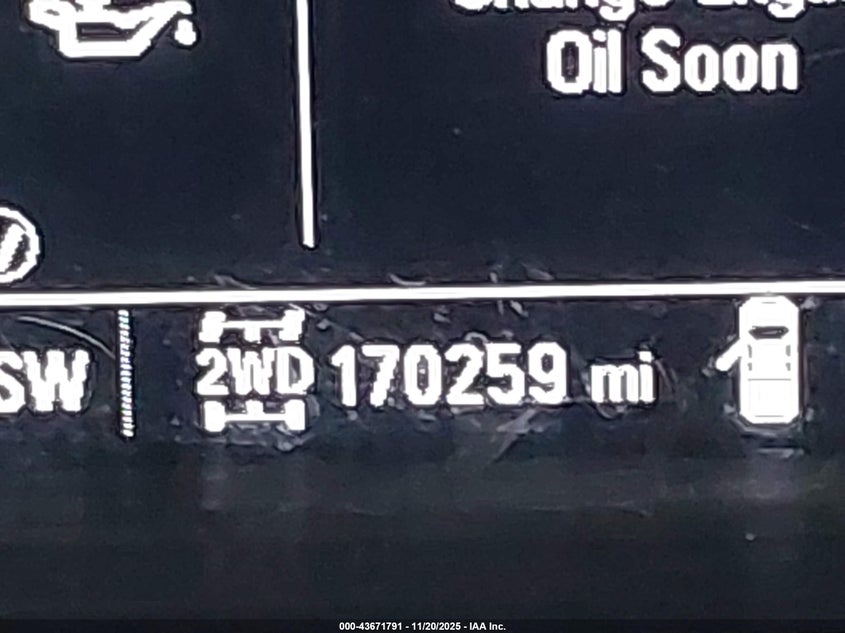 Oil Soon
SW
2WD 170259 mi
000-43671791 - 11/20/2025 - IAA Inc.